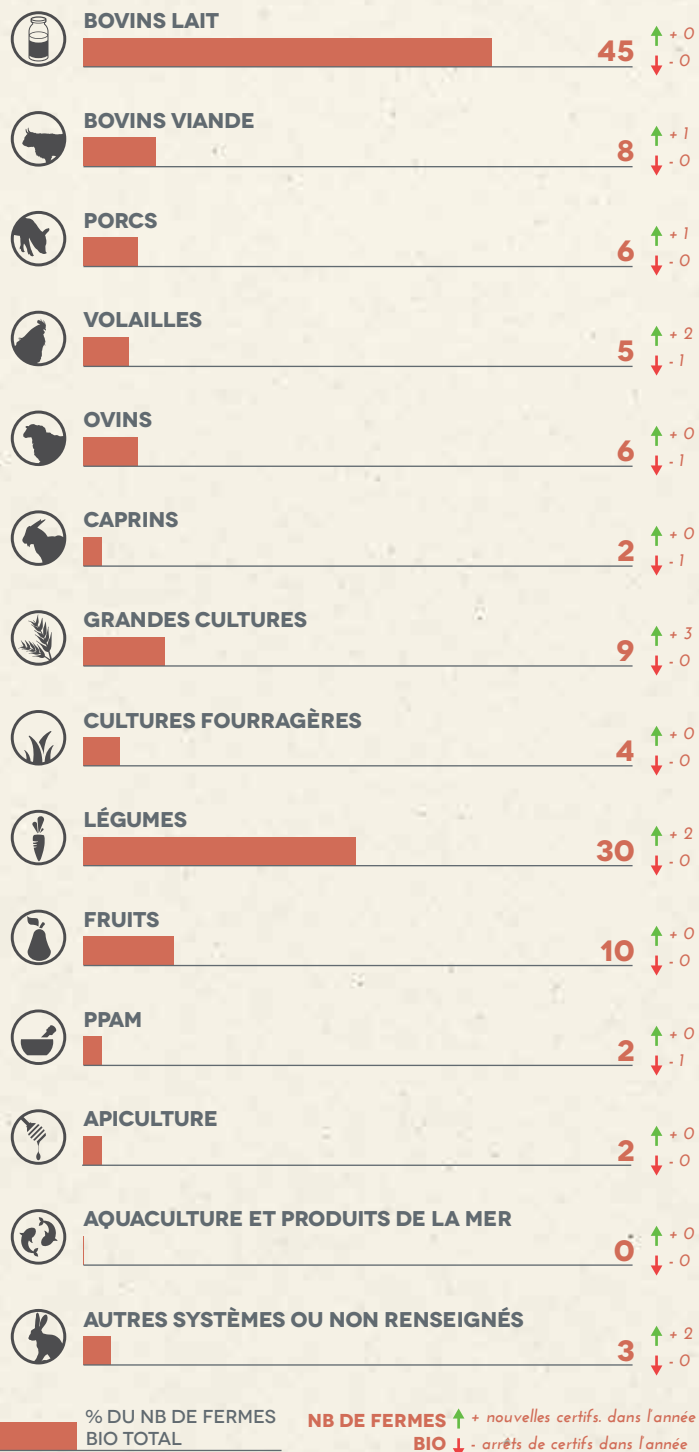 BOVINS LAIT
45
+ 0
- 0
BOVINS VIANDE
8
+ 1
- 0
PORCS
6
+ 1
- 0
VOLAILLES
5
+ 2
- 1
OVINS
6
+ 0
- 1
CAPRINS
2
+ 0
- 1
GRANDES CULTURES
9
+ 3
- 0
CULTURES FOURRAGÈRES
4
+ 0
- 0
LÉGUMES
30
+ 2
- 0
FRUITS
10
+ 0
- 0
PPAM
2
+ 0
- 1
APICULTURE
2
+ 0
- 0
AQUACULTURE ET PRODUITS DE LA MER
0
+ 0
- 0
AUTRES SYSTÈMES OU NON RENSEIGNÉS
3
+ 2
- 0
% DU NB DE FERMES
BIO TOTAL
NB DE FERMES + nouvelles certifs. dans l'année
BIO - arrêts de certifs dans l'année